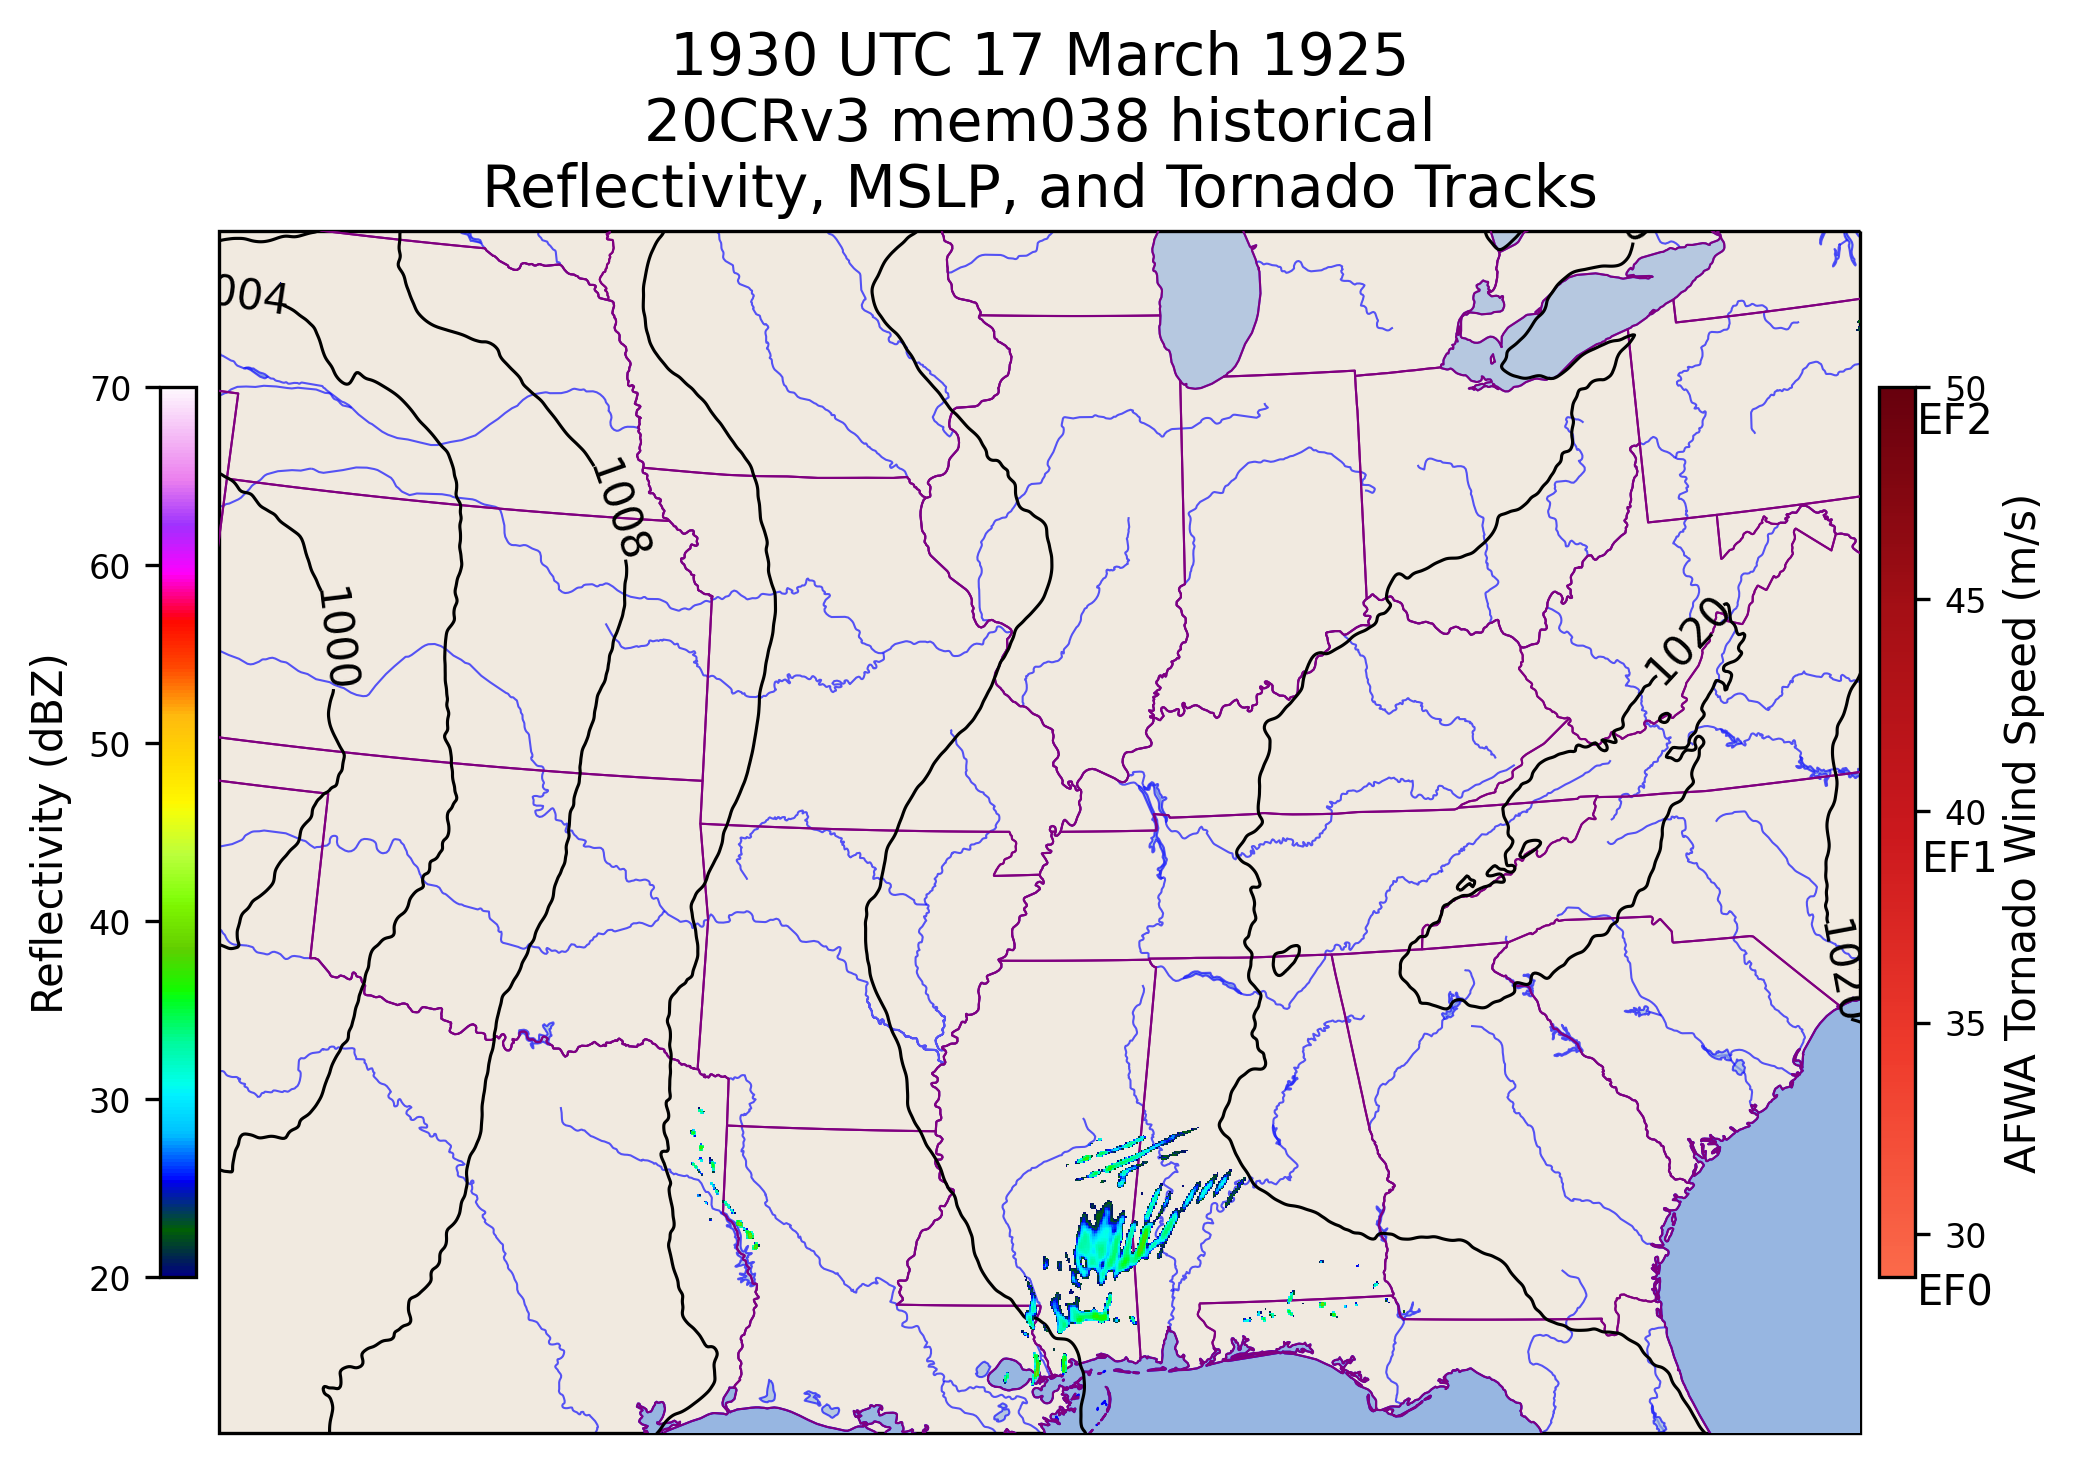 1930 UTC 17 March 1925
20CRv3 mem038 historical
Reflectivity, MSLP, and Tornado Tracks
004
1008
1000
1020
1020
70
60
50
40
30
20
Reflectivity (dBZ)
50
EF2
45
40
EF1
35
30
EF0
AFWA Tornado Wind Speed (m/s)